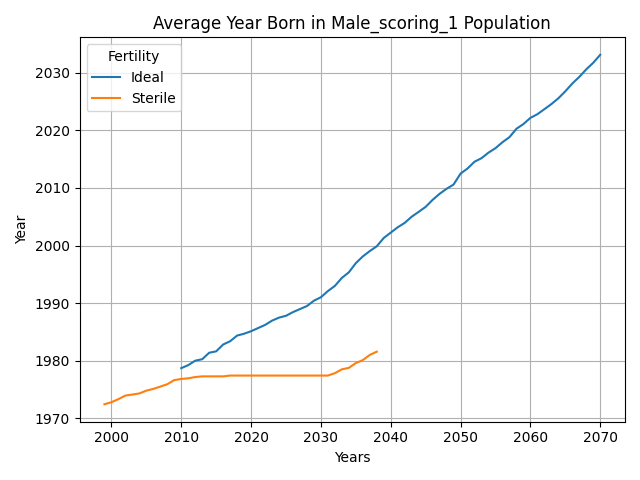 Average Year Born in Male_scoring_1 Population
Fertility
Ideal
Sterile
Year
2030
2020
2010
2000
1990
1980
1970
2000 2010 2020 2030 2040 2050 2060 2070
Years